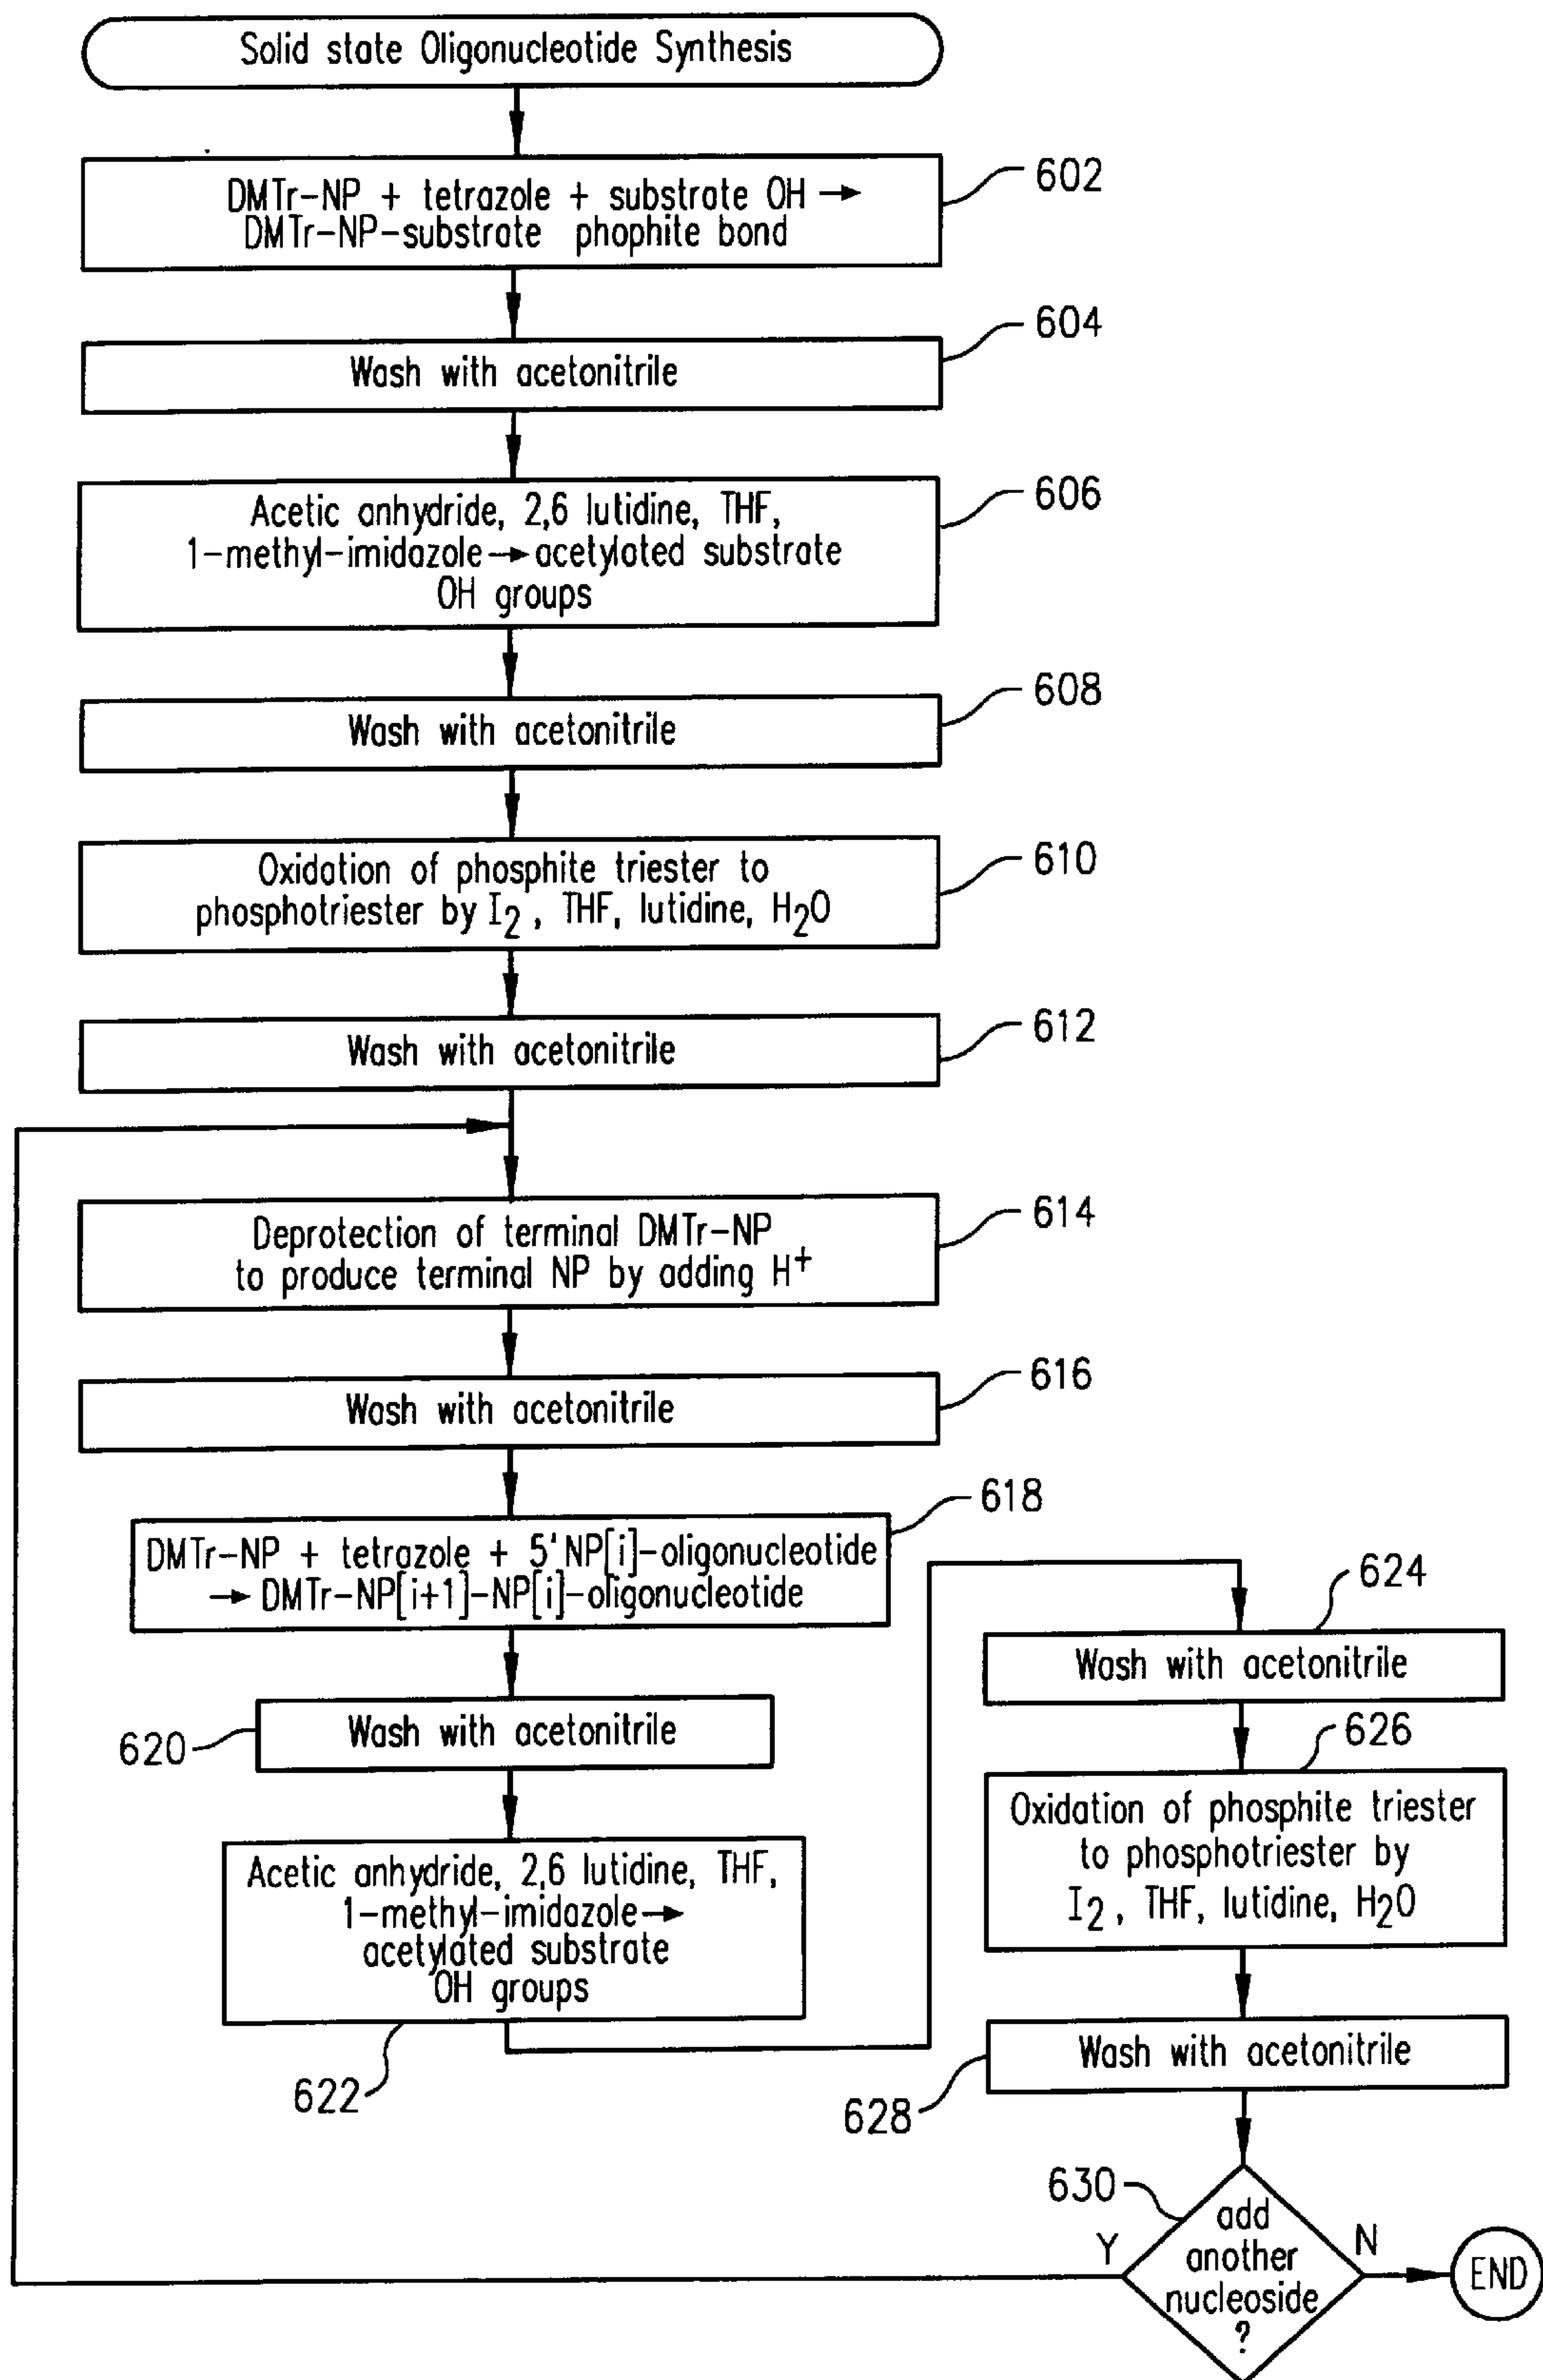 Solid state Oligonucleotide Synthesis
DMTr-NP + tetrazole + substrate OH →
DMTr-NP-substrate phophite bond
602
Wash with acetonitrile
604
Acetic anhydride, 2,6 lutidine, THF,
1-methyl-imidazole → acetylated substrate
OH groups
606
Wash with acetonitrile
608
Oxidation of phosphite triester to
phosphotriester by I2, THF, lutidine, H2O
610
Wash with acetonitrile
612
Deprotection of terminal DMTr-NP
to produce terminal NP by adding H+
614
Wash with acetonitrile
616
DMTr-NP + tetrazole + 5' NP[i]-oligonucleotide
→ DMTr-NP[i+1]-NP[i]-oligonucleotide
618
Wash with acetonitrile
620
Acetic anhydride, 2,6 lutidine, THF,
1-methyl-imidazole →
acetylated substrate
OH groups
622
Wash with acetonitrile
624
Oxidation of phosphite triester
to phosphotriester by
I2, THF, lutidine, H2O
626
Wash with acetonitrile
628
add
another
nucleoside
?
630
Y
N
END